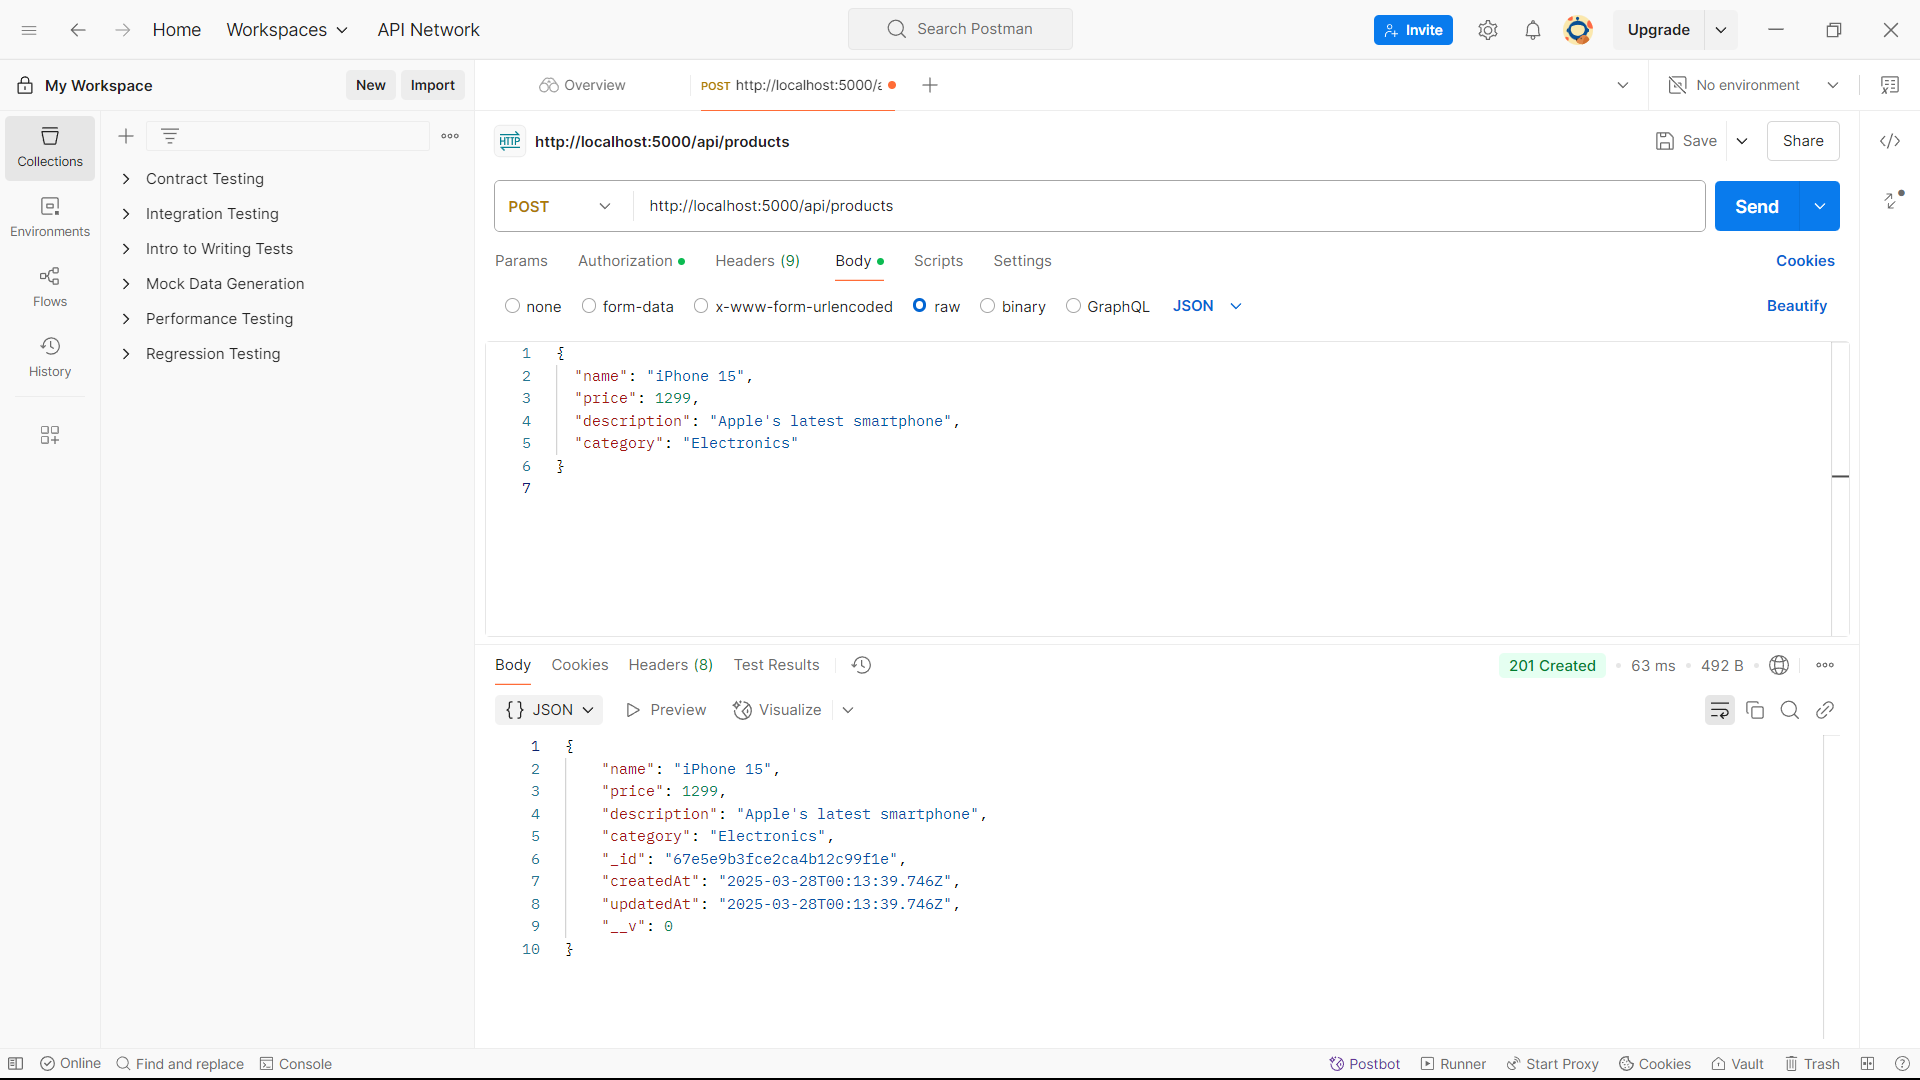 Home
Workspaces
API Network
Search Postman
Invite
Upgrade
My Workspace
New
Import
Overview
POST http://localhost:5000/a
No environment
Collections
Environments
Flows
History
Contract Testing
Integration Testing
Intro to Writing Tests
Mock Data Generation
Performance Testing
Regression Testing
HTTP http://localhost:5000/api/products
Save
Share
POST http://localhost:5000/api/products
Send
Params Authorization Headers (9) Body Scripts Settings Cookies
none form-data x-www-form-urlencoded raw binary GraphQL JSON Beautify
1 {
2 "name": "iPhone 15",
3 "price": 1299,
4 "description": "Apple's latest smartphone",
5 "category": "Electronics"
6 }
7
Body Cookies Headers (8) Test Results 201 Created 63 ms 492 B
{} JSON Preview Visualize
1 {
2 "name": "iPhone 15",
3 "price": 1299,
4 "description": "Apple's latest smartphone",
5 "category": "Electronics",
6 "_id": "67e5e9b3fce2ca4b12c99f1e",
7 "createdAt": "2025-03-28T00:13:39.746Z",
8 "updatedAt": "2025-03-28T00:13:39.746Z",
9 "__v": 0
10 }
Online Find and replace Console Postbot Runner Start Proxy Cookies Vault Trash